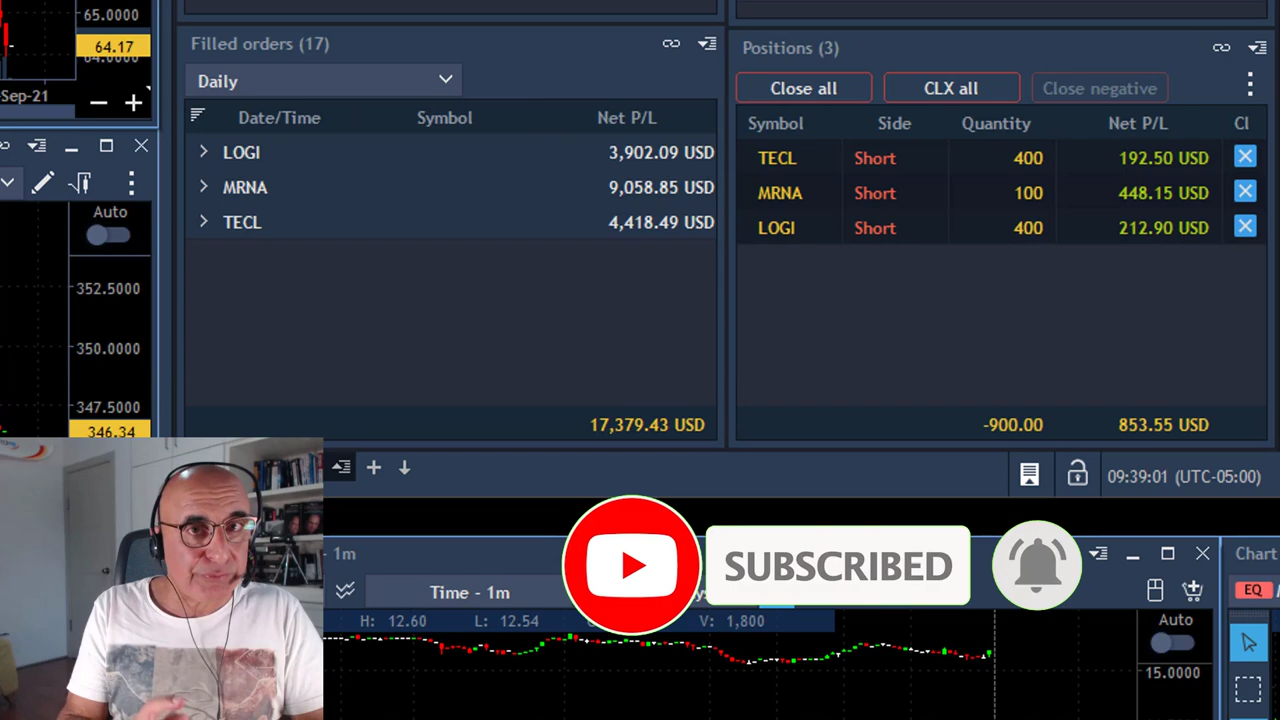 65.0000
64.17
64.0000
-Sep-21
Auto
352.5000
350.0000
347.5000
346.34
Filled orders (17)
Daily
Date/Time Symbol Net P/L
LOGI 3,902.09 USD
MRNA 9,058.85 USD
TECL 4,418.49 USD
17,379.43 USD
Positions (3)
Close all CLX all Close negative
Symbol Side Quantity Net P/L Cl
TECL Short 400 192.50 USD
MRNA Short 100 448.15 USD
LOGI Short 400 212.90 USD
-900.00 853.55 USD
09:39:01 (UTC-05:00)
- 1m
Time - 1m
H: 12.60 L: 12.54 V: 1,800
SUBSCRIBED
Auto
15.0000
Chart
EQ